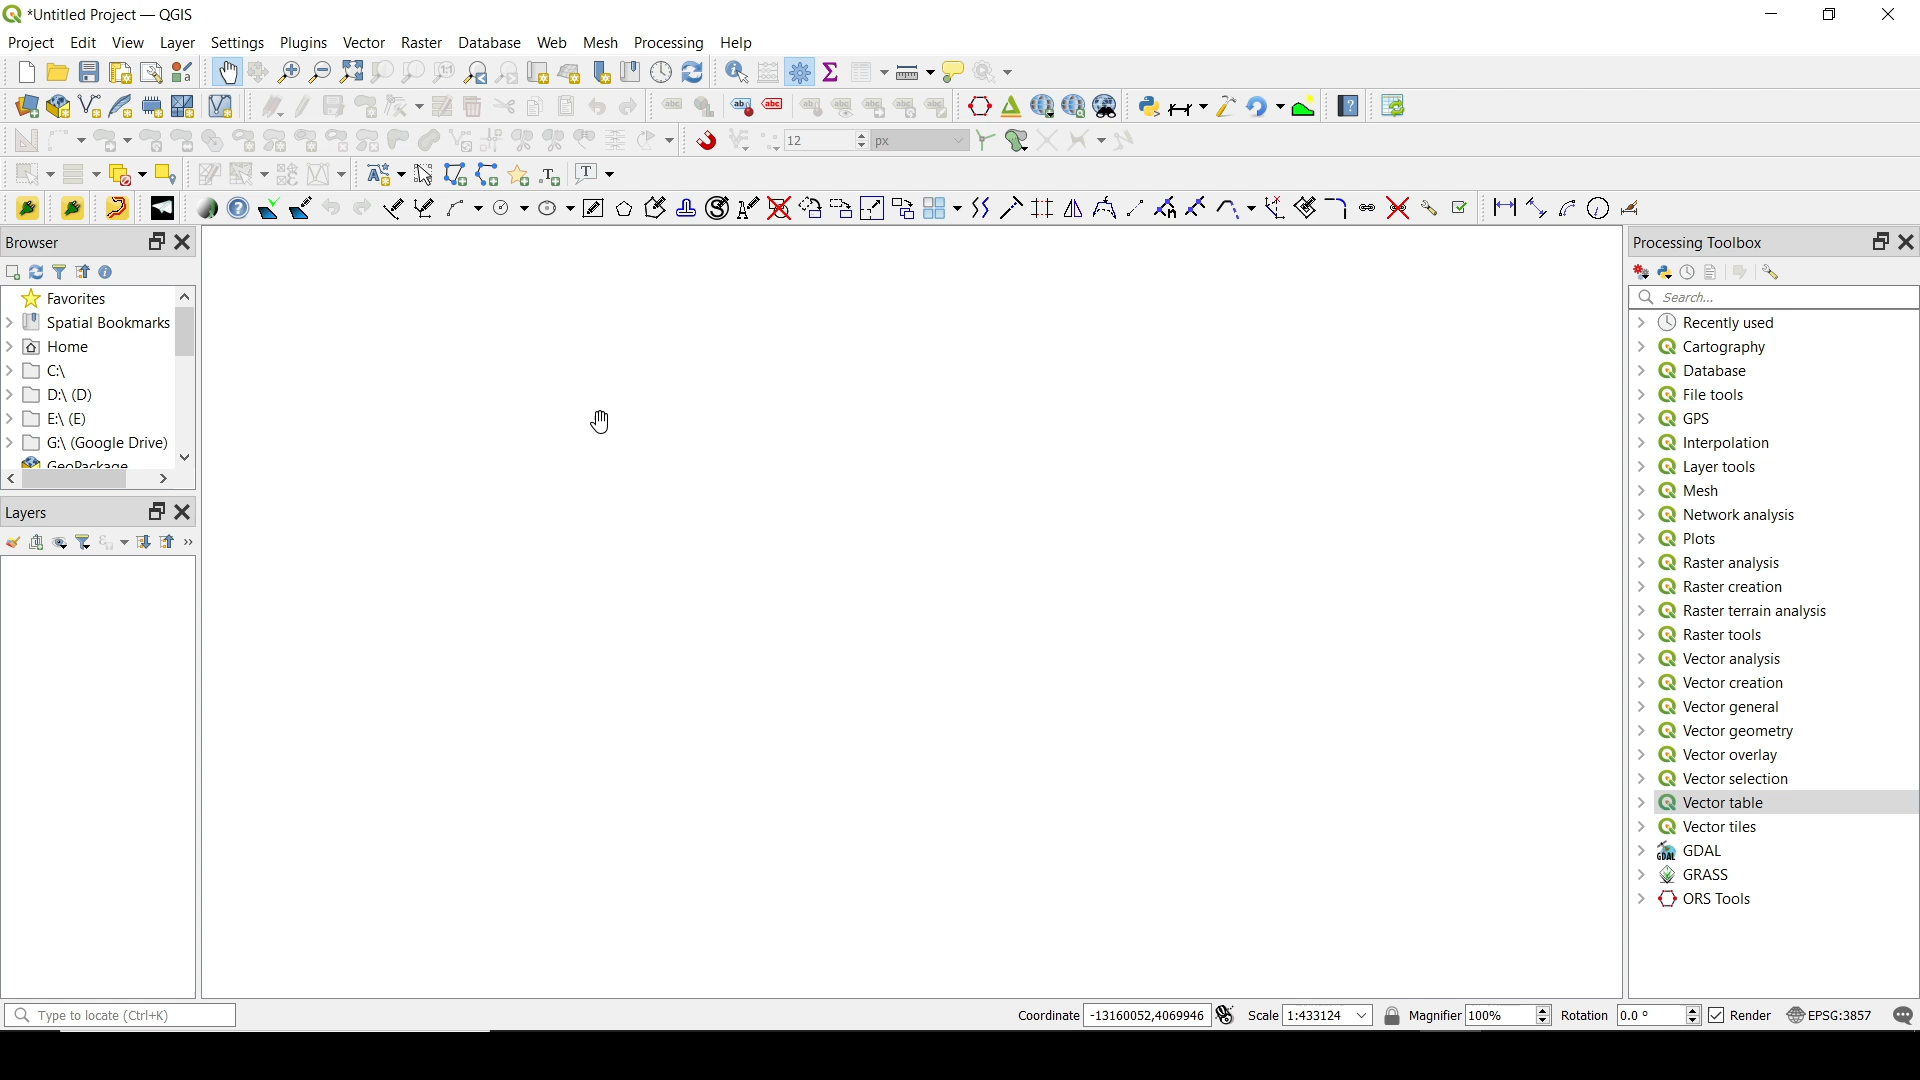 *Untitled Project — QGIS
Project Edit View Layer Settings Plugins Vector Raster Database Web Mesh Processing Help
12 px
Browser
Favorites
Spatial Bookmarks
Home
C:\
D:\ (D)
E:\ (E)
G:\ (Google Drive)
GeoPackage
Layers
Processing Toolbox
Search...
Recently used
Cartography
Database
File tools
GPS
Interpolation
Layer tools
Mesh
Network analysis
Plots
Raster analysis
Raster creation
Raster terrain analysis
Raster tools
Vector analysis
Vector creation
Vector general
Vector geometry
Vector overlay
Vector selection
Vector table
Vector tiles
GDAL
GRASS
ORS Tools
Type to locate (Ctrl+K)
Coordinate -13160052,4069946 Scale 1:433124 Magnifier 100% Rotation 0.0 ° Render EPSG:3857